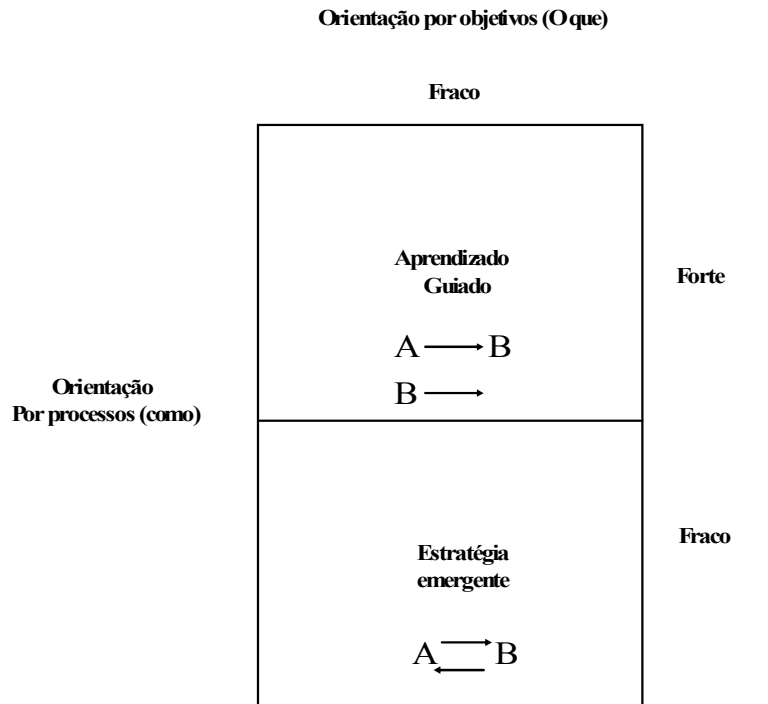 Orientação por objetivos (O que)
Fraco
Aprendizado
Guiado
Forte
A B
B
Orientação
Por processos (como)
Estratégia
emergente
Fraco
A B